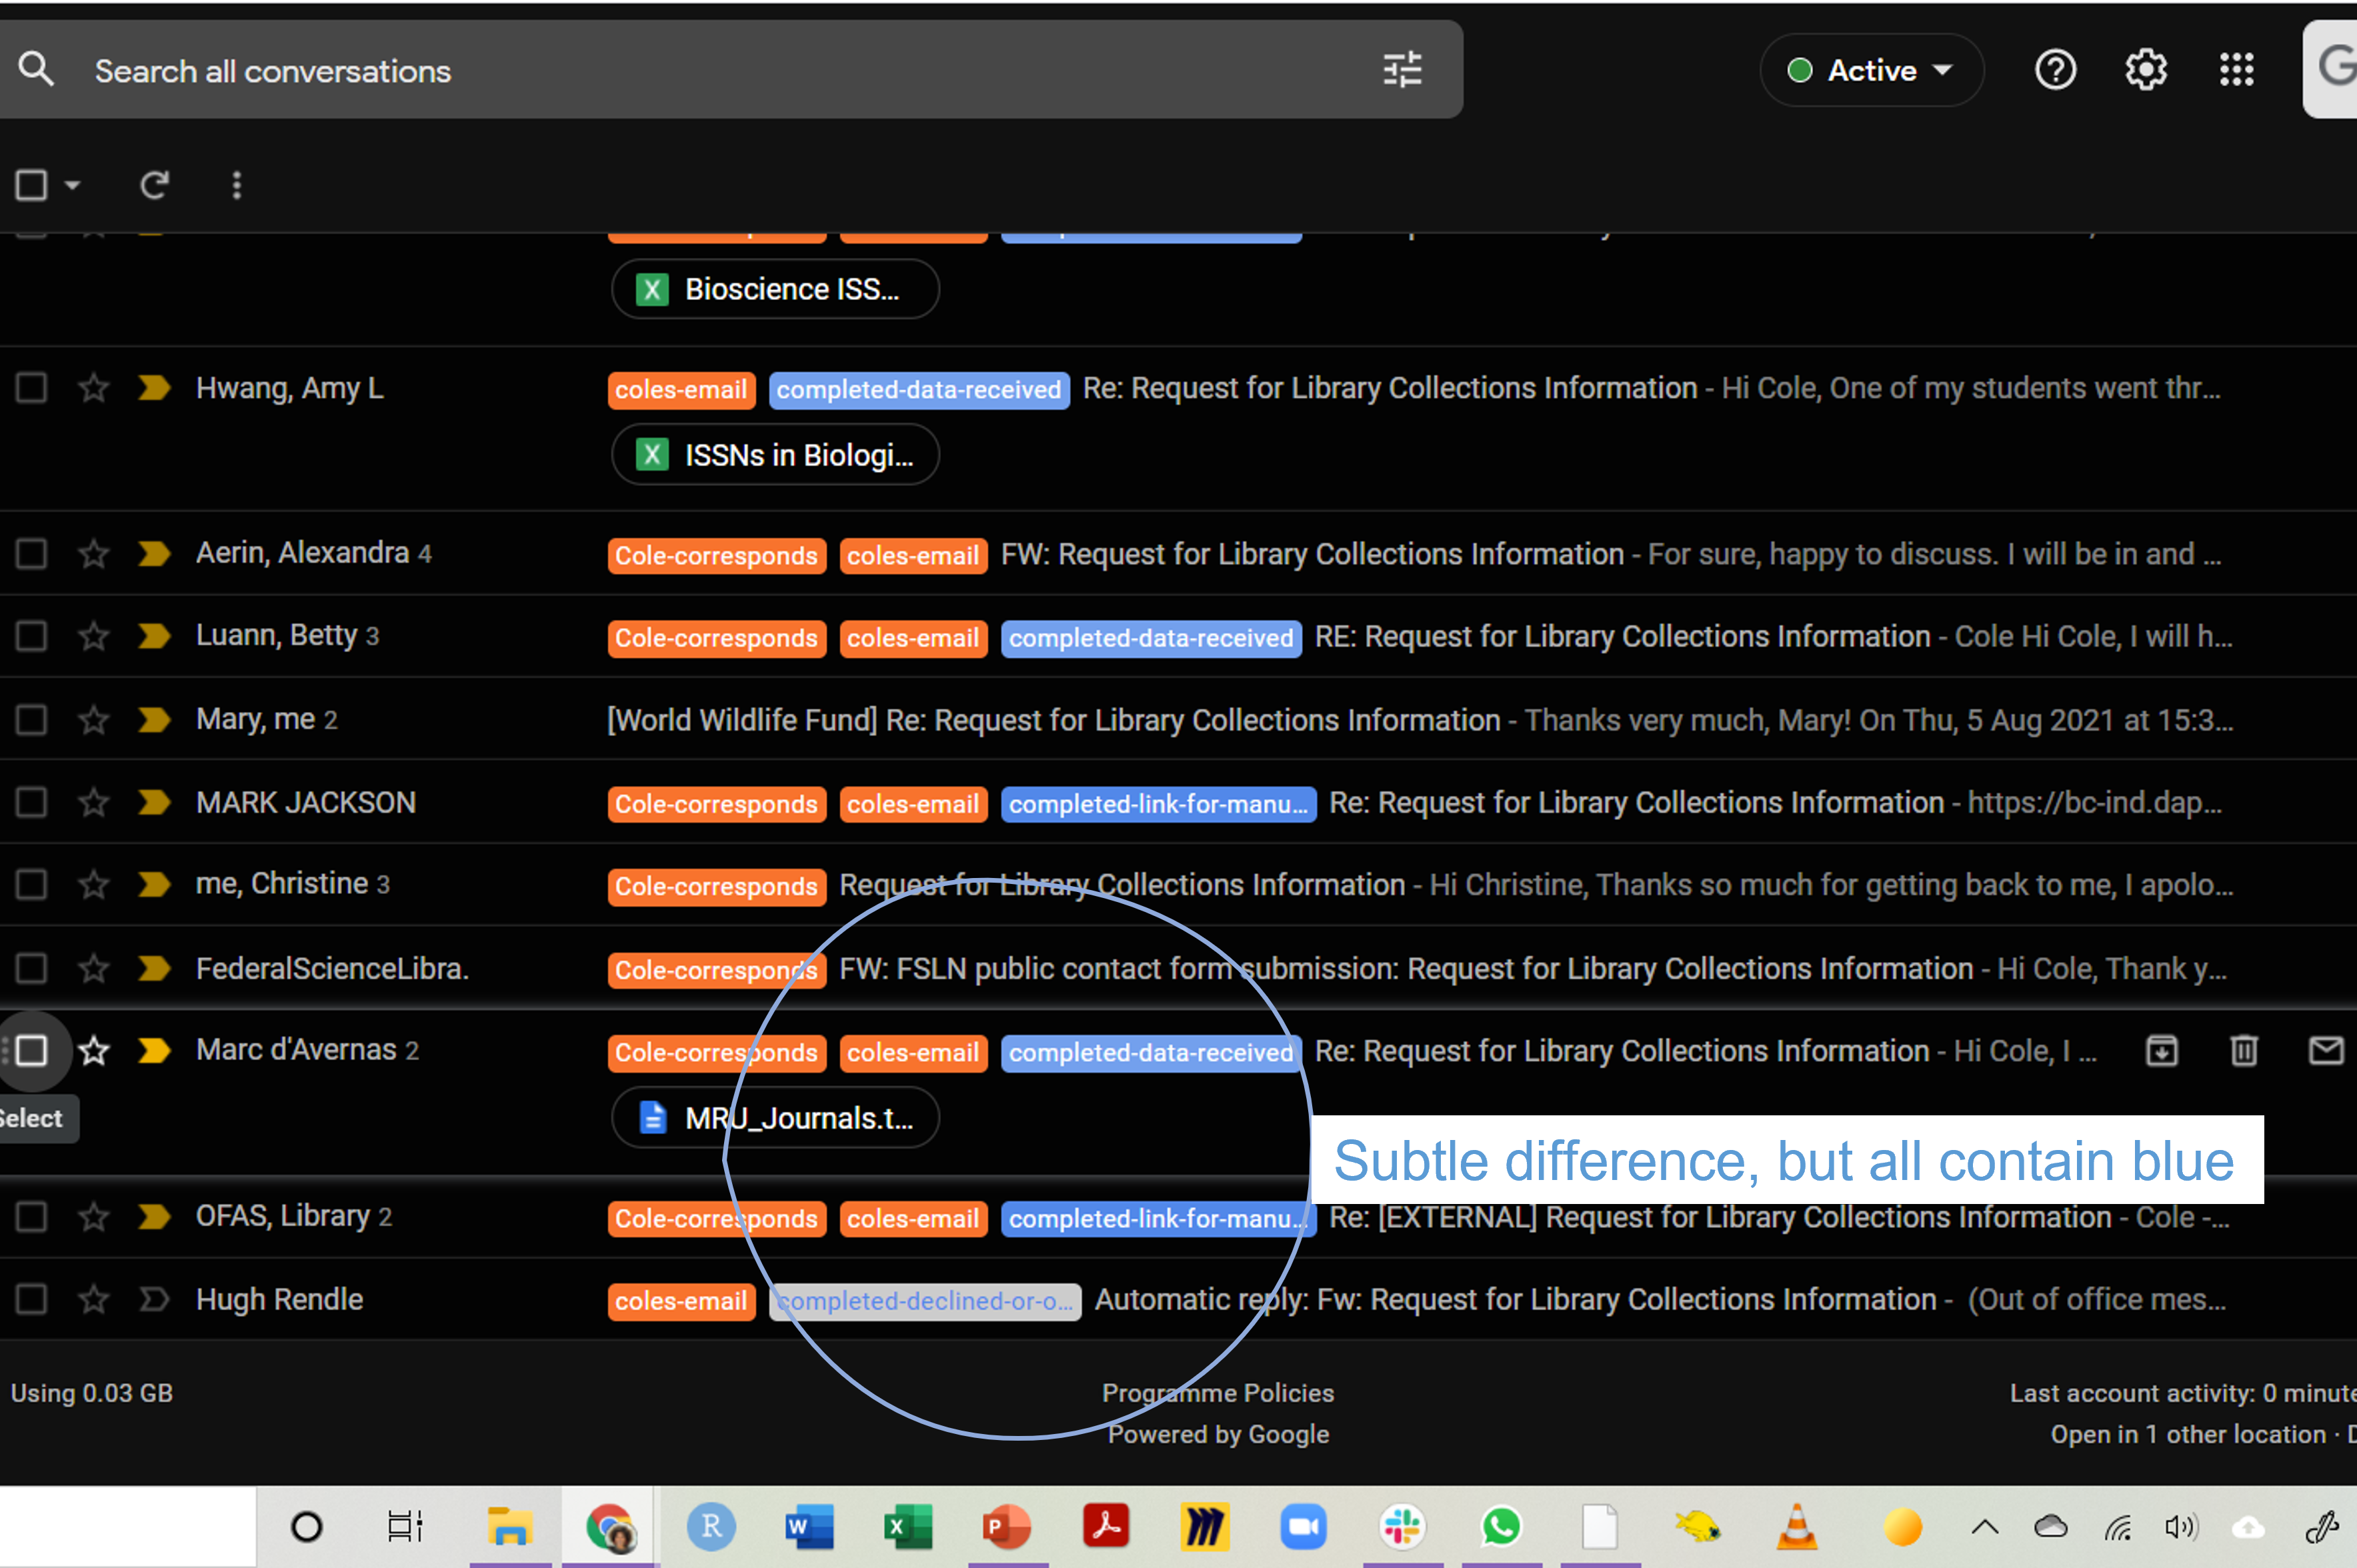 Search all conversations
Active
Bioscience ISS...
Hwang, Amy L coles-email completed-data-received Re: Request for Library Collections Information - Hi Cole, One of my students went thr...
ISSNs in Biologi...
Aerin, Alexandra 4 Cole-corresponds coles-email FW: Request for Library Collections Information - For sure, happy to discuss. I will be in and ...
Luann, Betty 3 Cole-corresponds coles-email completed-data-received RE: Request for Library Collections Information - Cole Hi Cole, I will h...
Mary, me 2 [World Wildlife Fund] Re: Request for Library Collections Information - Thanks very much, Mary! On Thu, 5 Aug 2021 at 15:3...
MARK JACKSON Cole-corresponds coles-email completed-link-for-manu... Re: Request for Library Collections Information - https://bc-ind.dap...
me, Christine 3 Cole-corresponds Request for Library Collections Information - Hi Christine, Thanks so much for getting back to me, I apolo...
FederalScienceLibra. Cole-corresponds FW: FSLN public contact form submission: Request for Library Collections Information - Hi Cole, Thank y...
Marc d'Avernas 2 Cole-corresponds coles-email completed-data-received Re: Request for Library Collections Information - Hi Cole, I ...
Select MRU_Journals.t...
Subtle difference, but all contain blue
OFAS, Library 2 Cole-corresponds coles-email completed-link-for-manu... Re: [EXTERNAL] Request for Library Collections Information - Cole -...
Hugh Rendle coles-email completed-declined-or-o... Automatic reply: Fw: Request for Library Collections Information - (Out of office mes...
Using 0.03 GB Programme Policies Last account activity: 0 minute
Powered by Google Open in 1 other location · D